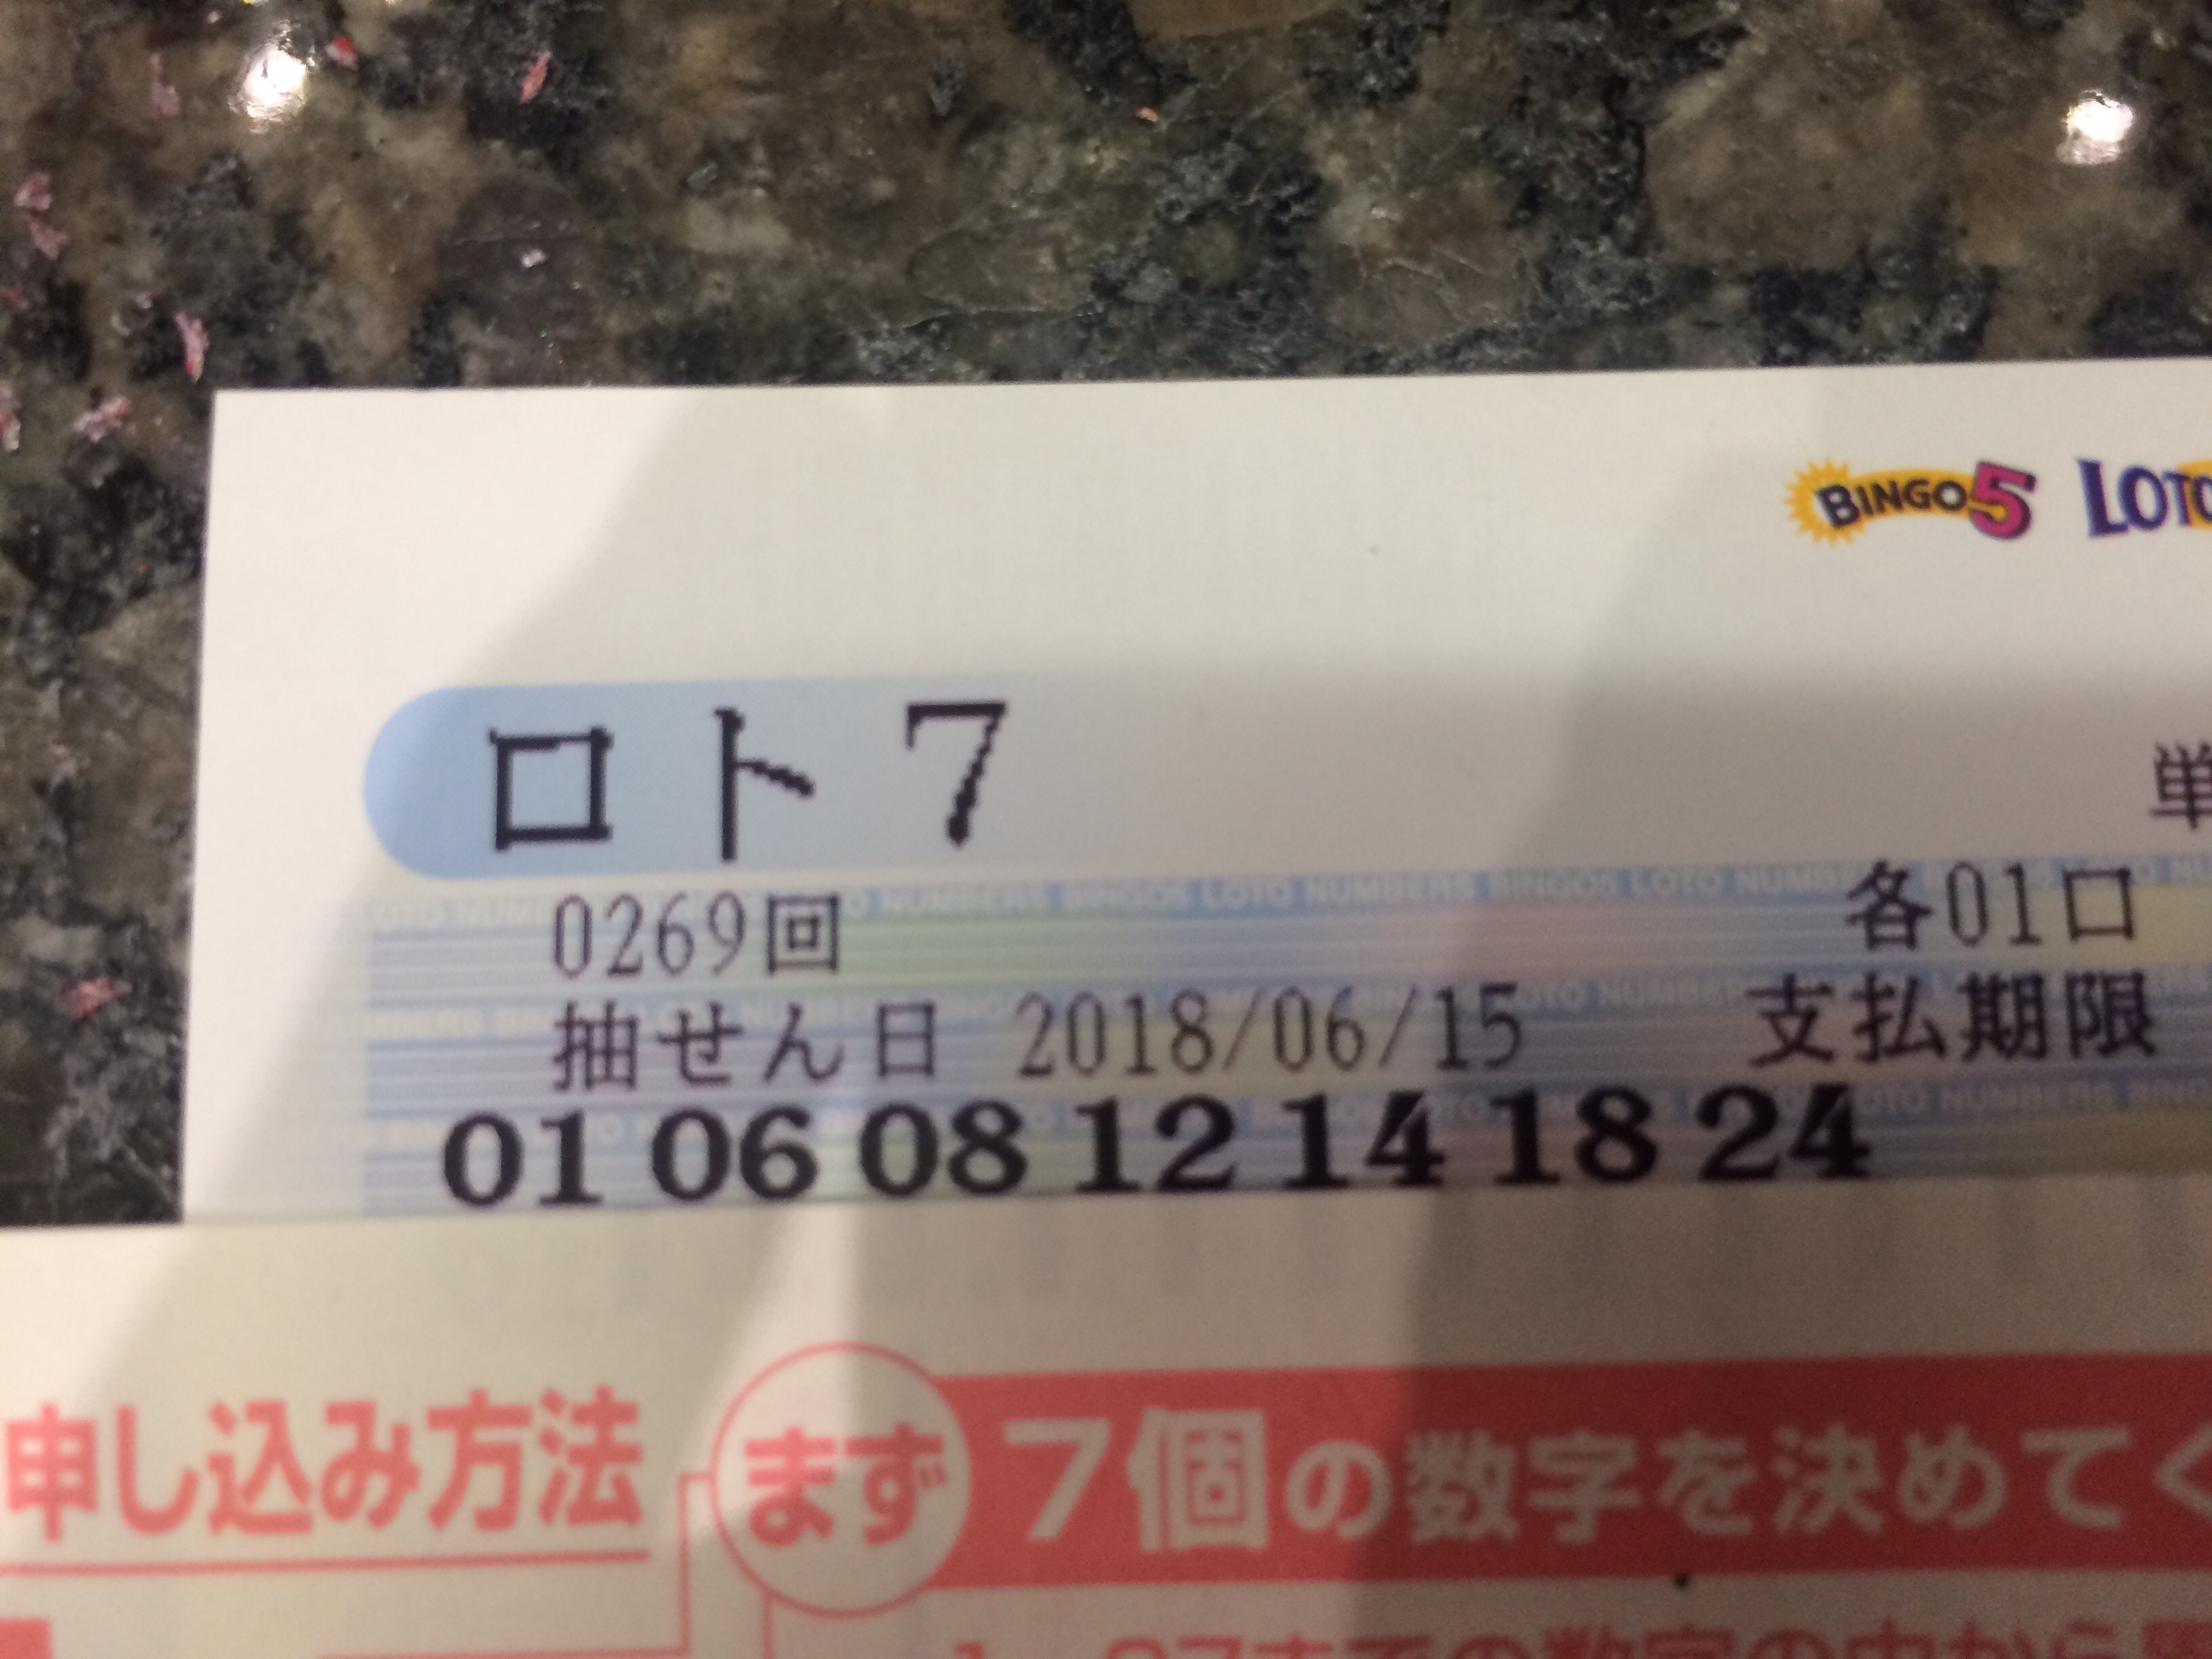 BINGO5 LOTO
ロト7
単
0269回 各01口
抽せん日 2018/06/15 支払期限
01 06 08 12 14 18 24
申し込み方法
まず 7個の数字を決めてく